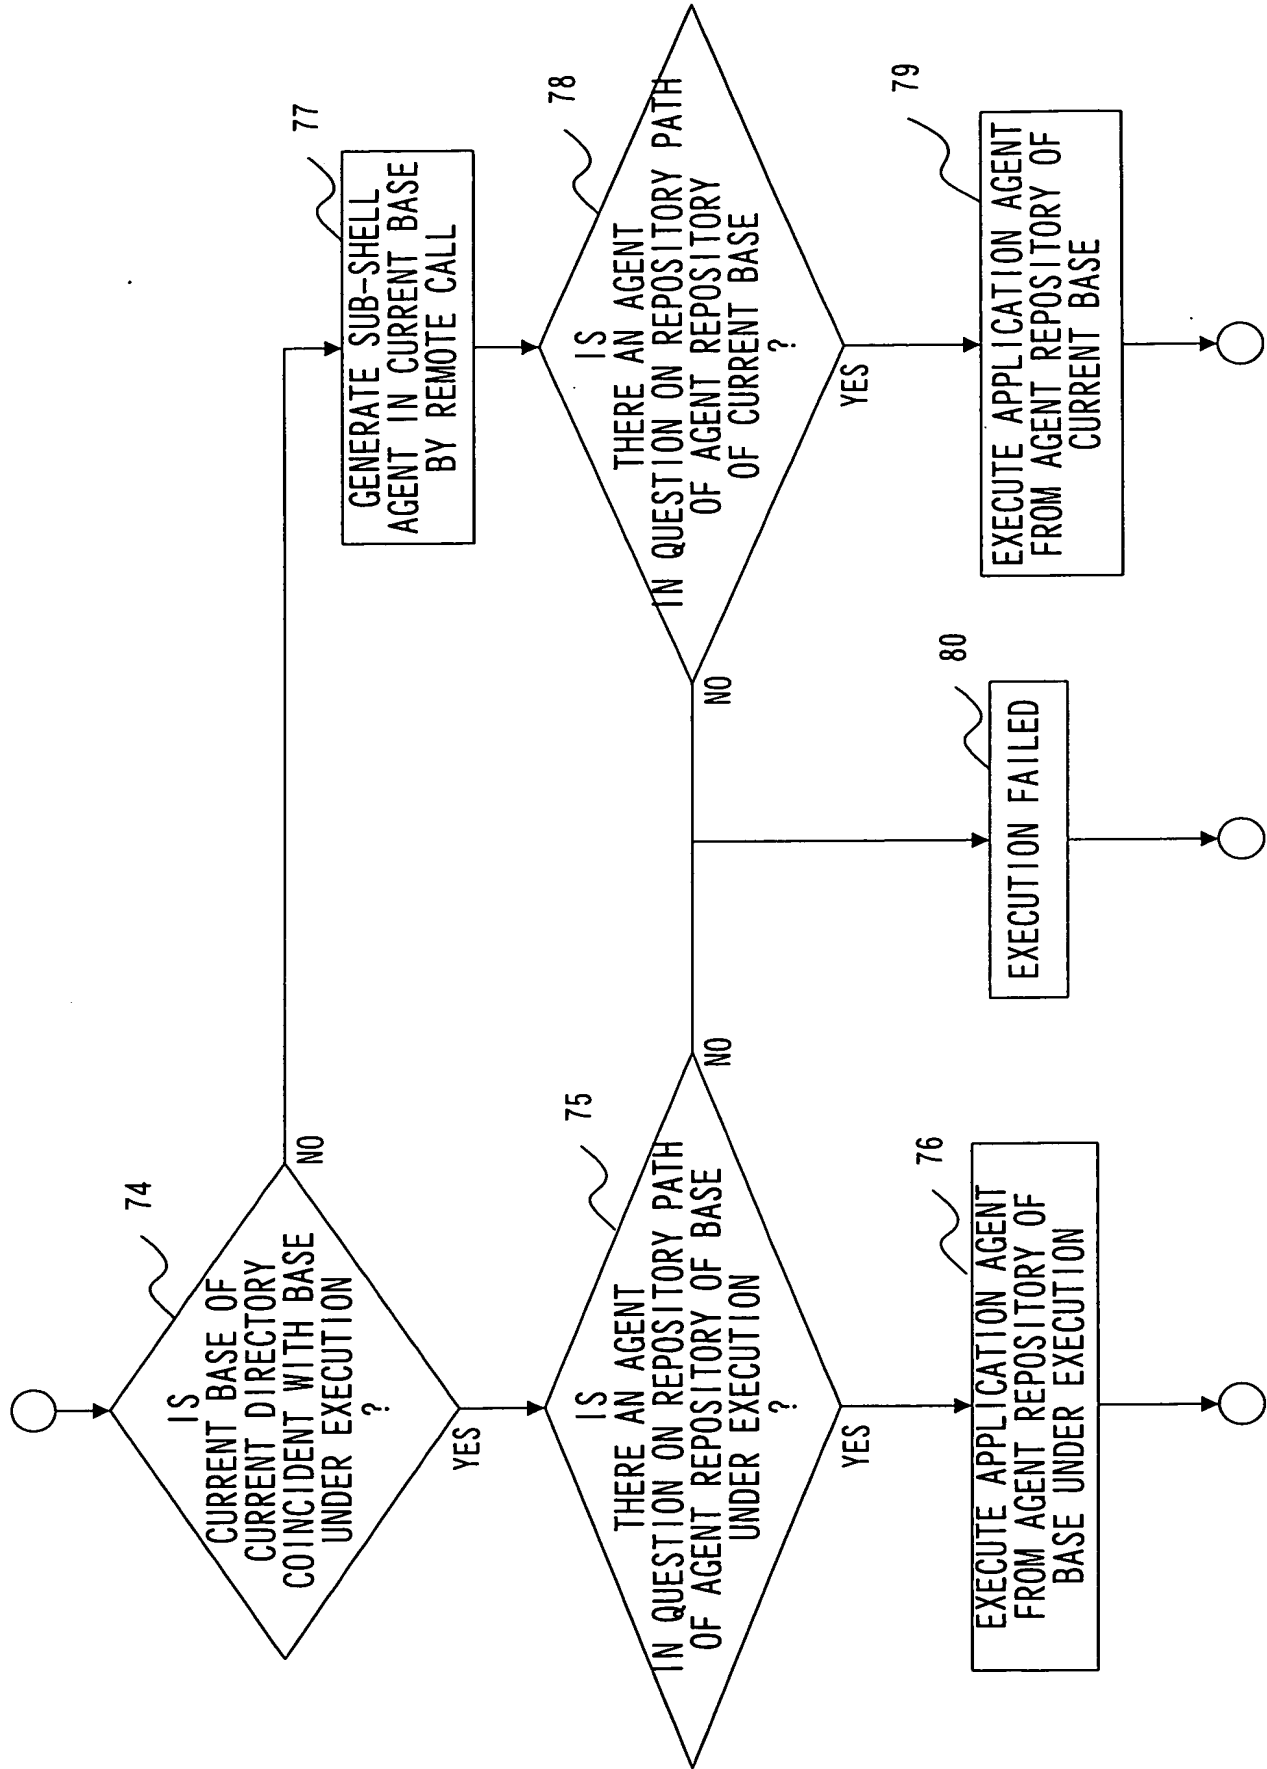 74
IS
CURRENT BASE OF
CURRENT DIRECTORY
COINCIDENT WITH BASE
UNDER EXECUTION
?
NO
YES
75
IS
THERE AN AGENT
IN QUESTION ON REPOSITORY PATH
OF AGENT REPOSITORY OF BASE
UNDER EXECUTION
?
NO
YES
76
EXECUTE APPLICATION AGENT
FROM AGENT REPOSITORY OF
BASE UNDER EXECUTION
77
GENERATE SUB-SHELL
AGENT IN CURRENT BASE
BY REMOTE CALL
78
IS
THERE AN AGENT
IN QUESTION ON REPOSITORY PATH
OF AGENT REPOSITORY
OF CURRENT BASE
?
NO
YES
79
EXECUTE APPLICATION AGENT
FROM AGENT REPOSITORY OF
CURRENT BASE
80
EXECUTION FAILED